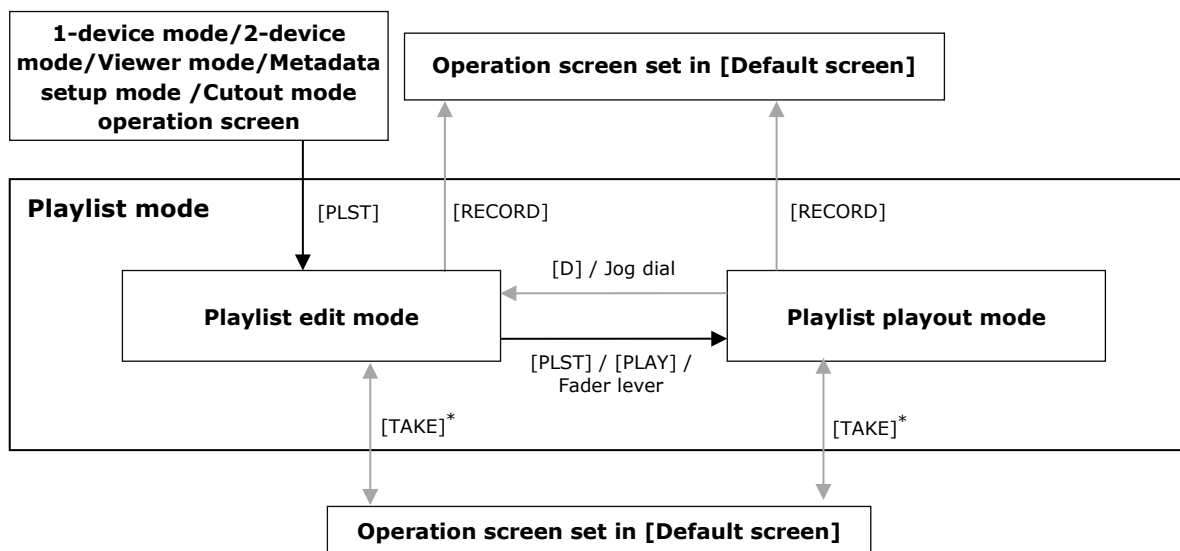 1-device mode/2-device
mode/Viewer mode/Metadata
setup mode /Cutout mode
operation screen
Operation screen set in [Default screen]
Playlist mode
[PLST]
[RECORD]
[RECORD]
[D] / Jog dial
Playlist edit mode
Playlist playout mode
[PLST] / [PLAY] /
Fader lever
[TAKE]*
[TAKE]*
Operation screen set in [Default screen]